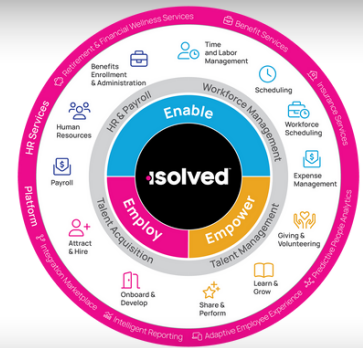 Retirement & Financial Wellness Services
Benefit Services
Insurance Services
HR Services
Platform
Integration Marketplace
Intelligent Reporting
Adaptive Employee Experience
Predictive People Analytics
Time
and Labor
Management
Scheduling
Workforce
Scheduling
Expense
Management
Giving &
Volunteering
Learn &
Grow
Share &
Perform
Onboard &
Develop
Attract
& Hire
Payroll
Human
Resources
Benefits
Enrollment
& Administration
HR & Payroll
Workforce Management
Talent Management
Talent Acquisition
Enable
Empower
Employ
isolved